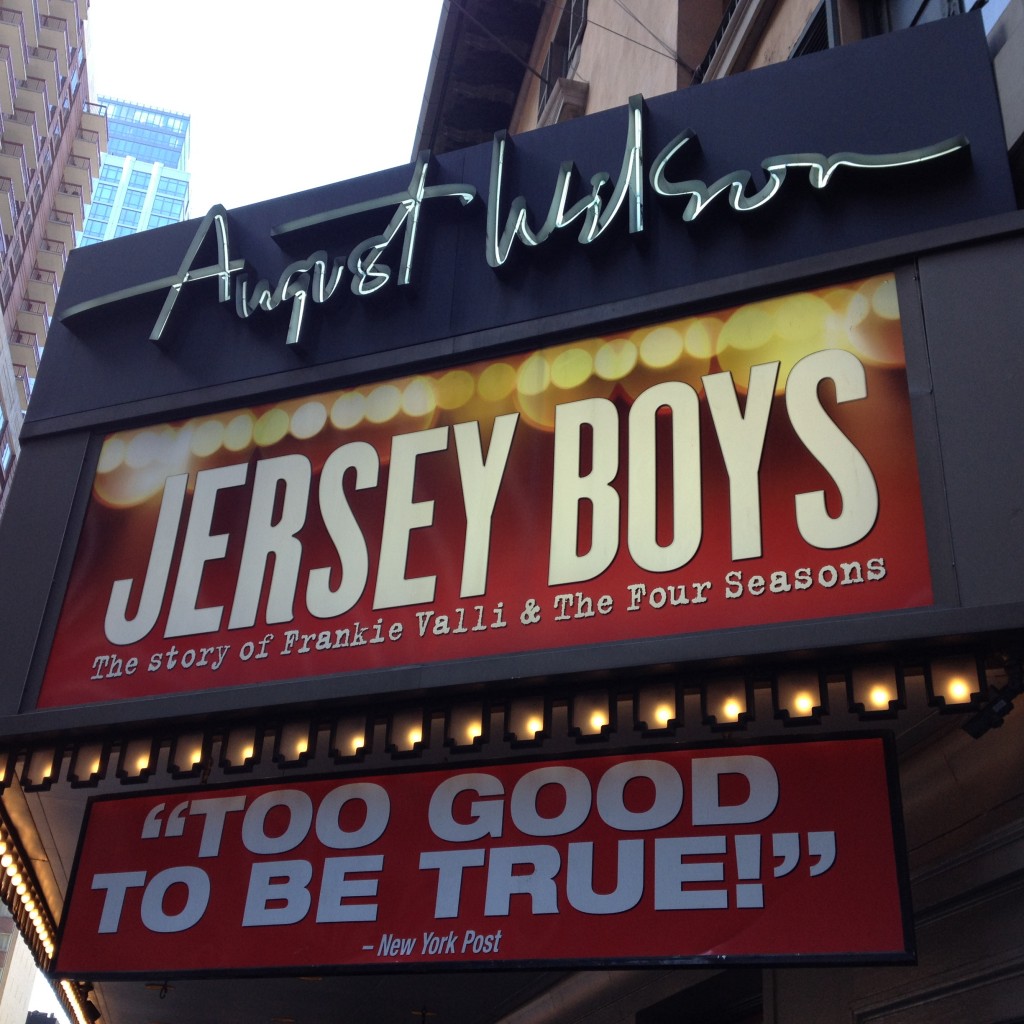 August Wilson
JERSEY BOYS
The story of Frankie Valli & The Four Seasons
“TOO GOOD
TO BE TRUE!”
– New York Post